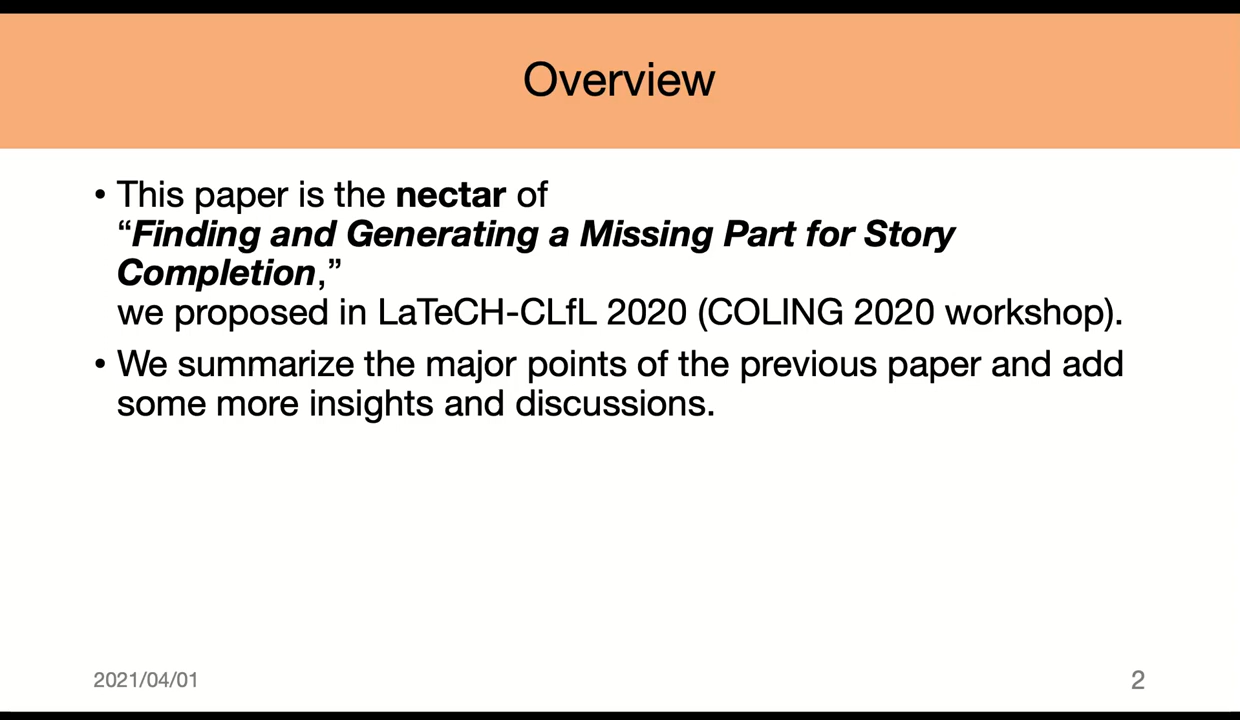 Overview
• This paper is the nectar of
“Finding and Generating a Missing Part for Story
Completion,”
we proposed in LaTeCH-CLfL 2020 (COLING 2020 workshop).
• We summarize the major points of the previous paper and add
some more insights and discussions.
2021/04/01
2